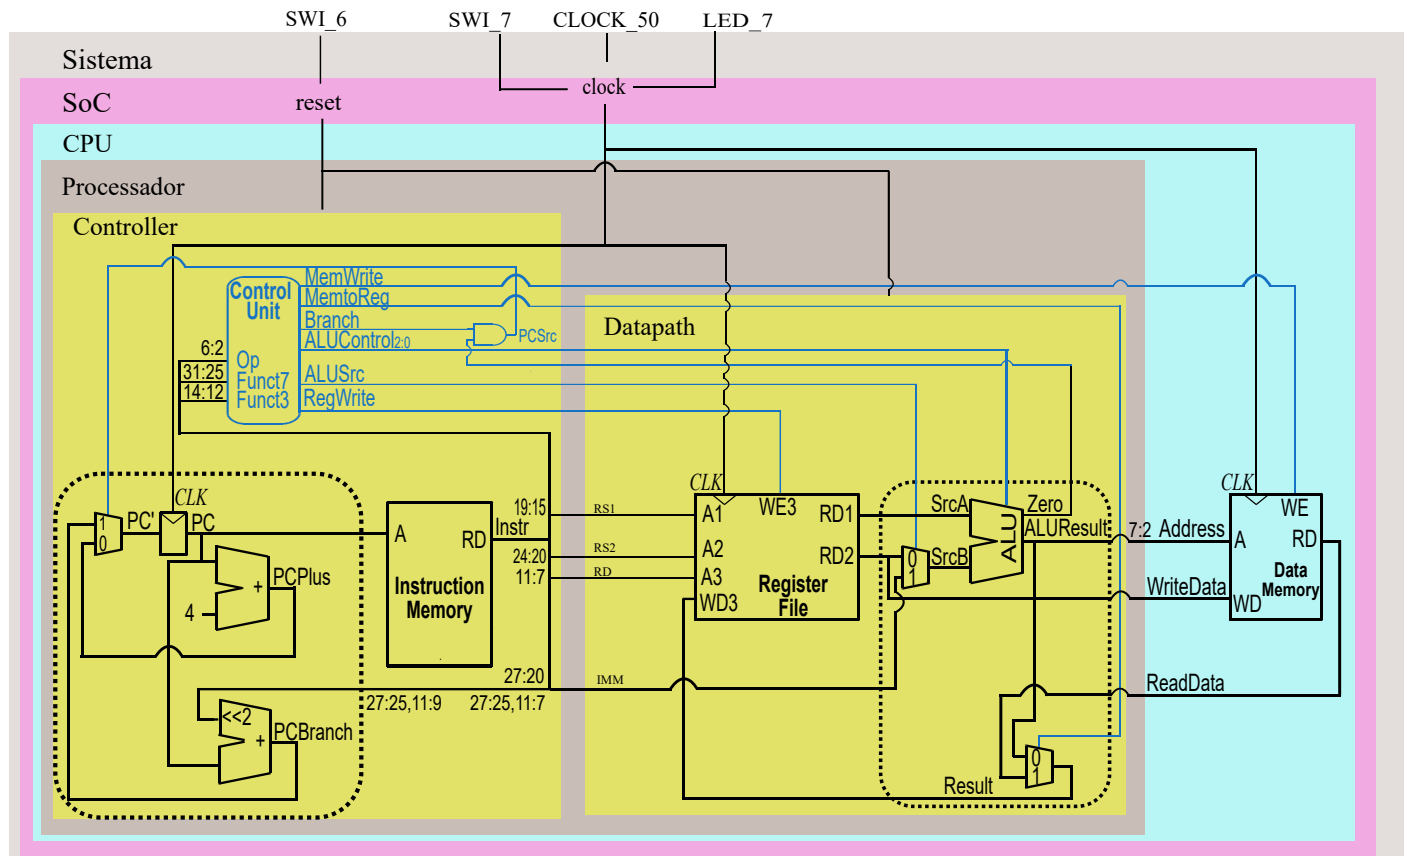 SWI_6
SWI_7
CLOCK_50
LED_7
Sistema
clock
SoC
reset
CPU
Processador
Controller
MemWrite
Control
Unit
MemtoReg
Branch
ALUControl2:0
PCSrc
Datapath
6:2
Op
31:25
Funct7
14:12
Funct3
ALUSrc
RegWrite
CLK
PC'
PC
1
0
PCPlus
+
4
<<2
+
PCBranch
A
RD
Instr
Instruction
Memory
19:15
24:20
11:7
27:20
27:25,11:9
27:25,11:7
RS1
RS2
RD
IMM
CLK
WE3
A1
RD1
A2
RD2
A3
WD3
Register
File
SrcA
SrcB
0
1
ALU
Zero
ALUResult
7:2
Address
WriteData
ReadData
0
1
Result
CLK
WE
A
RD
Data
Memory
WD